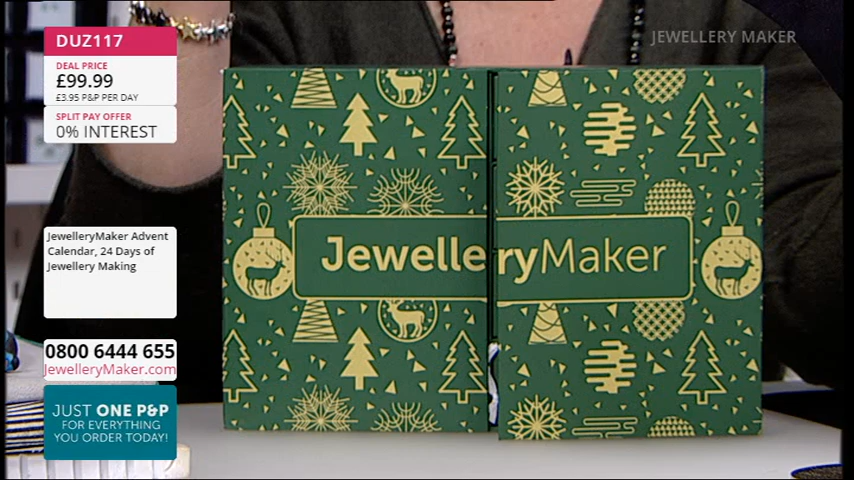 JEWELLERY MAKER
DUZ117
DEAL PRICE
£99.99
£3.95 P&P PER DAY
SPLIT PAY OFFER
0% INTEREST
JewelleryMaker
JewelleryMaker Advent
Calendar, 24 Days of
Jewellery Making
0800 6444 655
JewelleryMaker.com
JUST ONE P&P
FOR EVERYTHING
YOU ORDER TODAY!